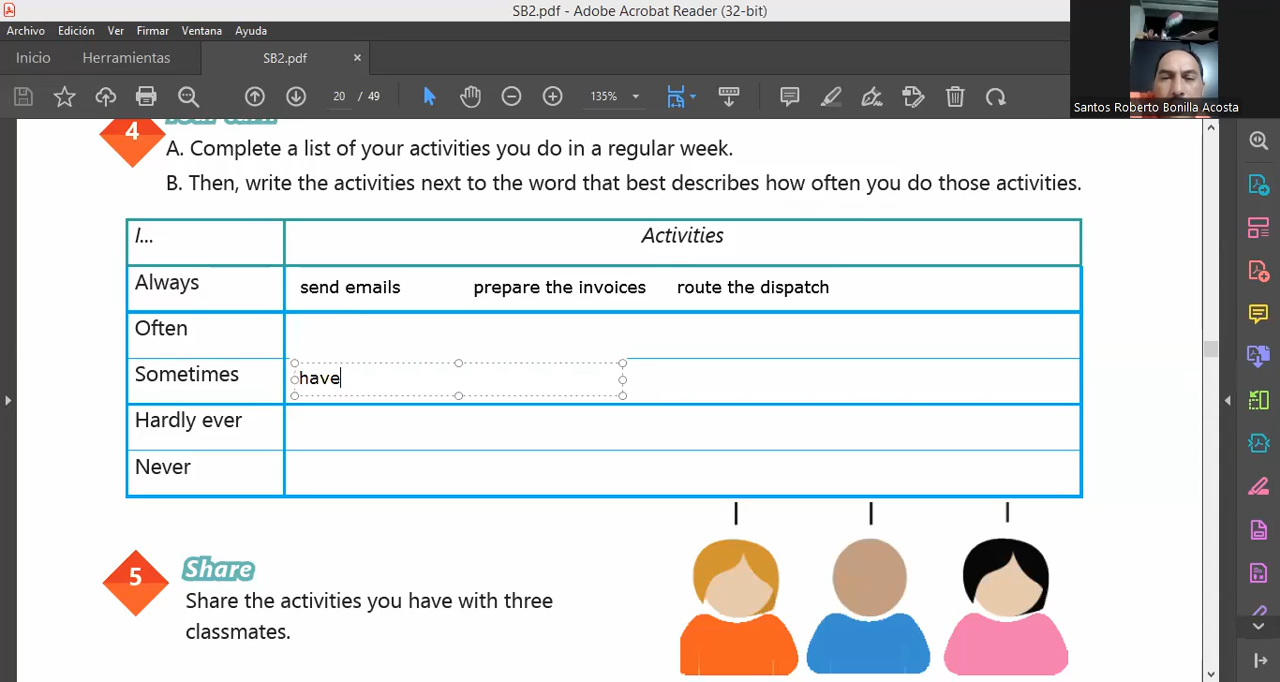 SB2.pdf - Adobe Acrobat Reader (32-bit)
Archivo Edición Ver Firmar Ventana Ayuda
Inicio Herramientas SB2.pdf ×
20 / 49 135%
Santos Roberto Bonilla Acosta
4
A. Complete a list of your activities you do in a regular week.
B. Then, write the activities next to the word that best describes how often you do those activities.
I... Activities
Always send emails prepare the invoices route the dispatch
Often
Sometimes have
Hardly ever
Never
5 Share
Share the activities you have with three
classmates.